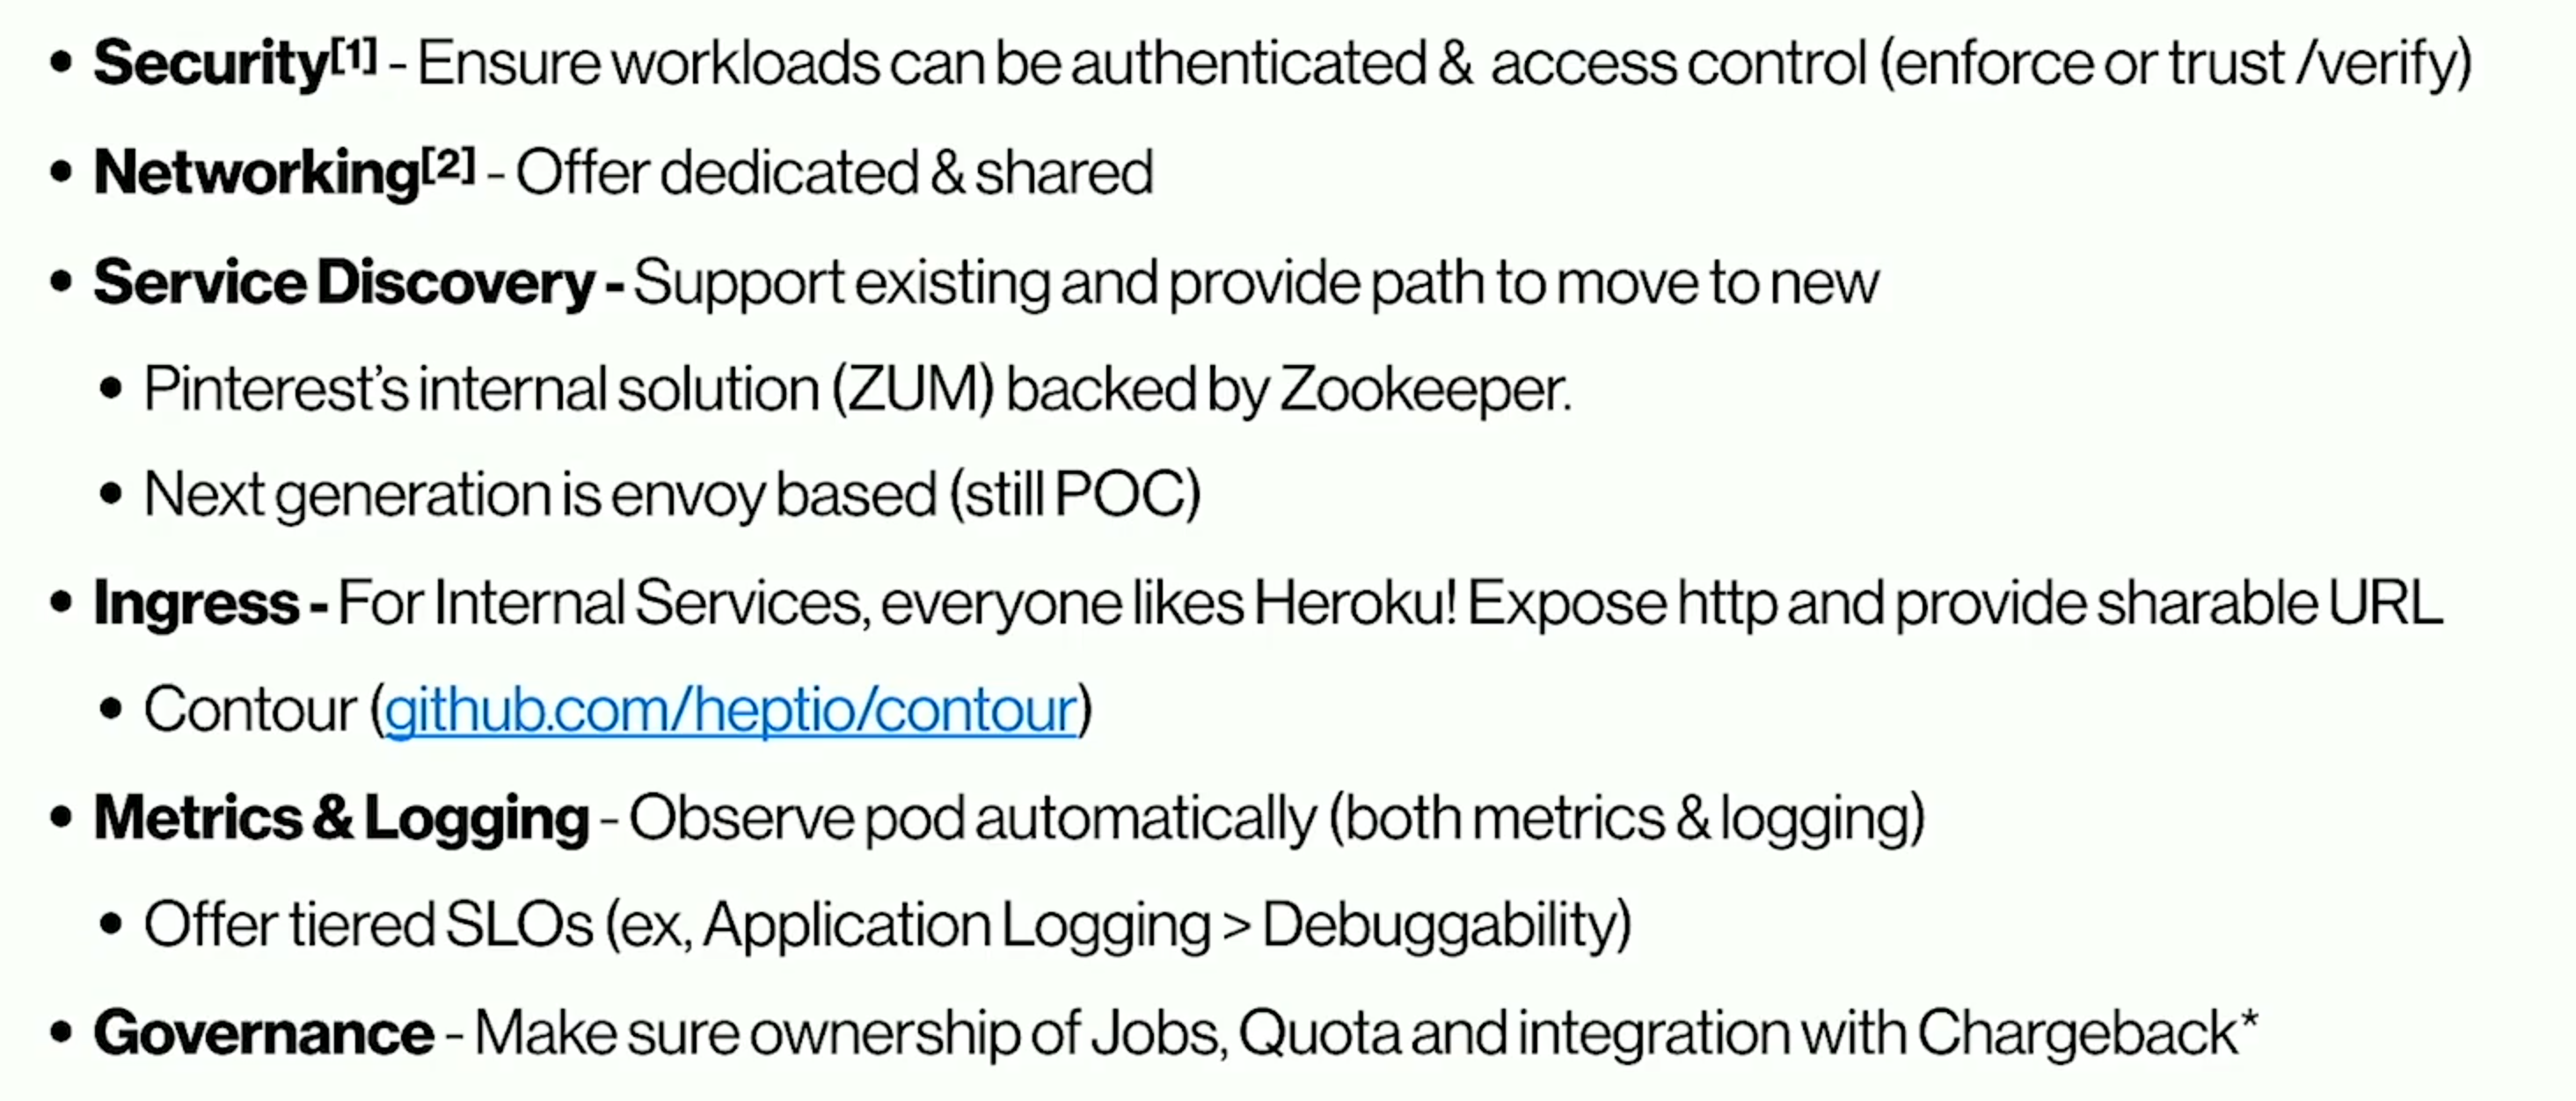 • Security[1] - Ensure workloads can be authenticated & access control (enforce or trust /verify)
• Networking[2] - Offer dedicated & shared
• Service Discovery - Support existing and provide path to move to new
• Pinterest’s internal solution (ZUM) backed by Zookeeper.
• Next generation is envoy based (still POC)
• Ingress - For Internal Services, everyone likes Heroku! Expose http and provide sharable URL
• Contour (github.com/heptio/contour)
• Metrics & Logging - Observe pod automatically (both metrics & logging)
• Offer tiered SLOs (ex, Application Logging > Debuggability)
• Governance - Make sure ownership of Jobs, Quota and integration with Chargeback*